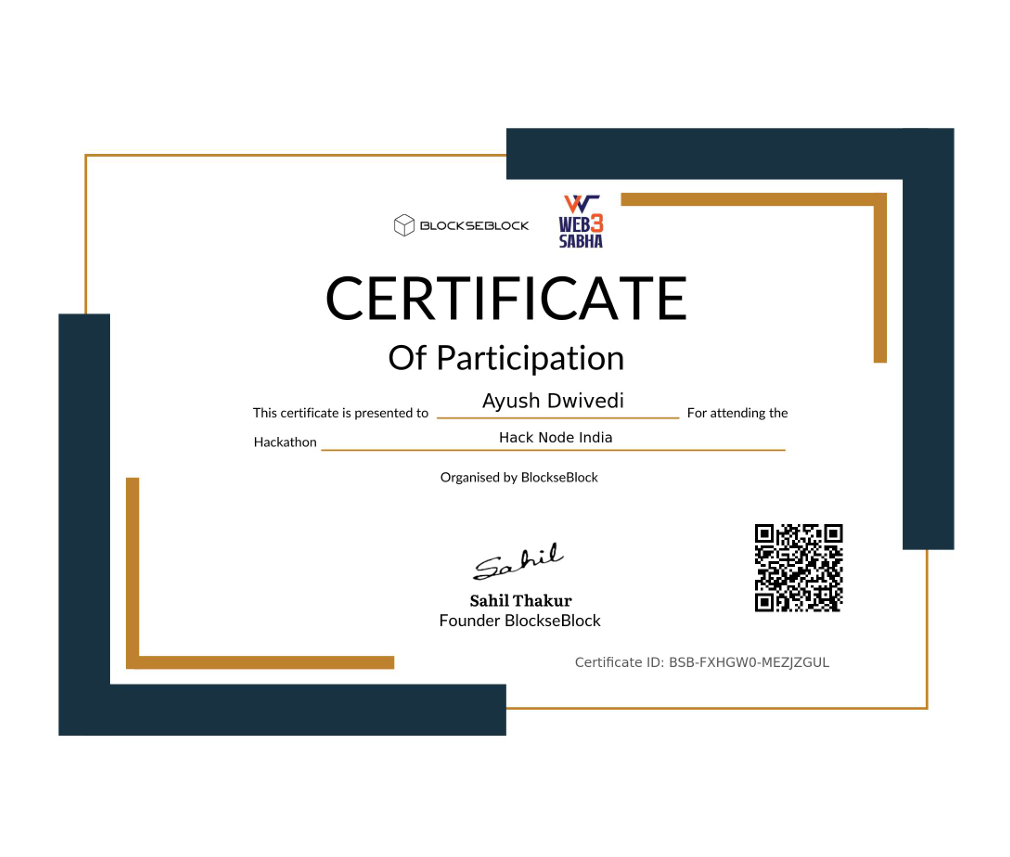 BLOCKSEBLOCK
WEB3
SABHA
CERTIFICATE
Of Participation
This certificate is presented to Ayush Dwivedi For attending the
Hackathon Hack Node India
Organised by BlockseBlock
Sahil
Sahil Thakur
Founder BlockseBlock
Certificate ID: BSB-FXHGW0-MEZJZGUL